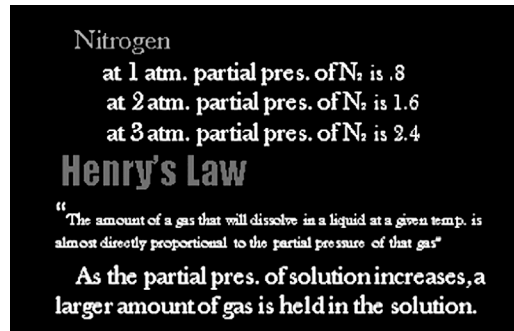 Nitrogen
at 1 atm. partial pres. of N₂ is .8
at 2 atm. partial pres. of N₂ is 1.6
at 3 atm. partial pres. of N₂ is 2.4
Henry's Law
“The amount of a gas that will dissolve in a liquid at a given temp. is
almost directly proportional to the partial pressure of that gas”
As the partial pres. of solution increases, a
larger amount of gas is held in the solution.